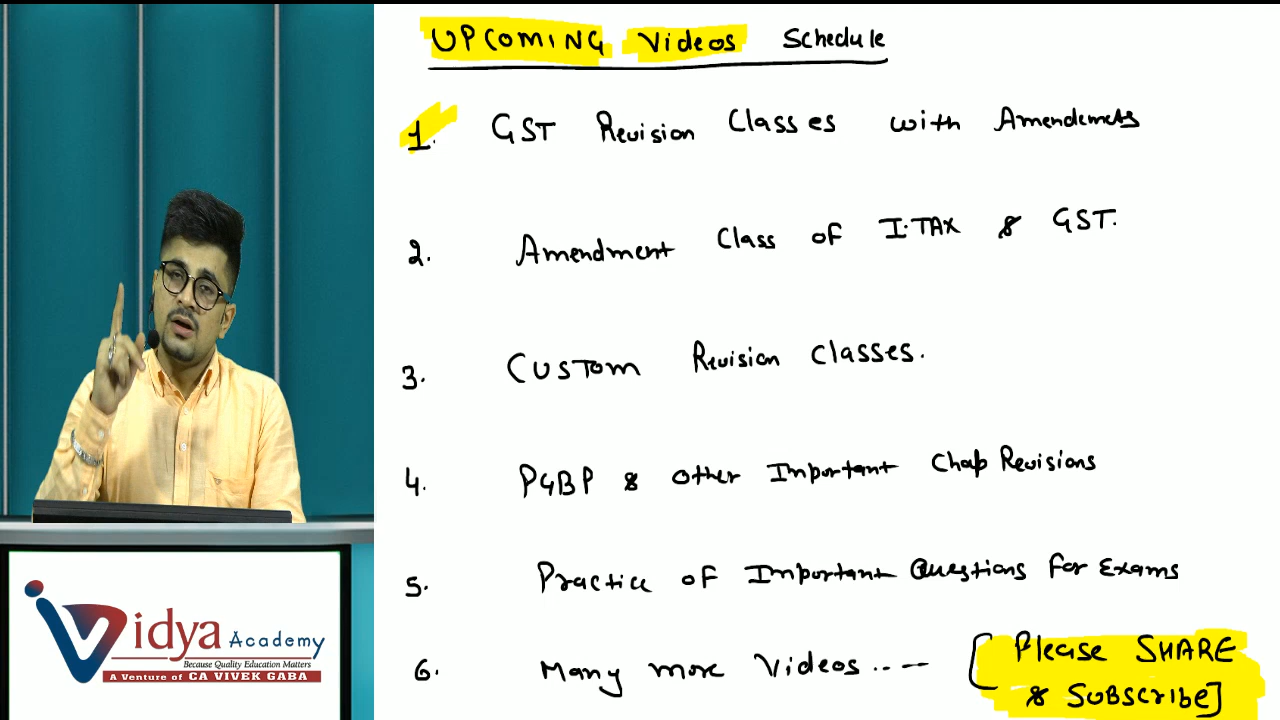 UPCOMING Videos Schedule
1. GST Revision Classes with Amendemets
2. Amendment Class of I.TAX & GST.
3. CUSTOM Revision Classes.
4. PGBP & Other Important Chap Revisions
5. Practice of Important Questions for Exams
6. Many more Videos..--
[Please SHARE
& SUBSCRIBE]
Vidya Academy
Because Quality Education Matters
A Venture of CA VIVEK GABA